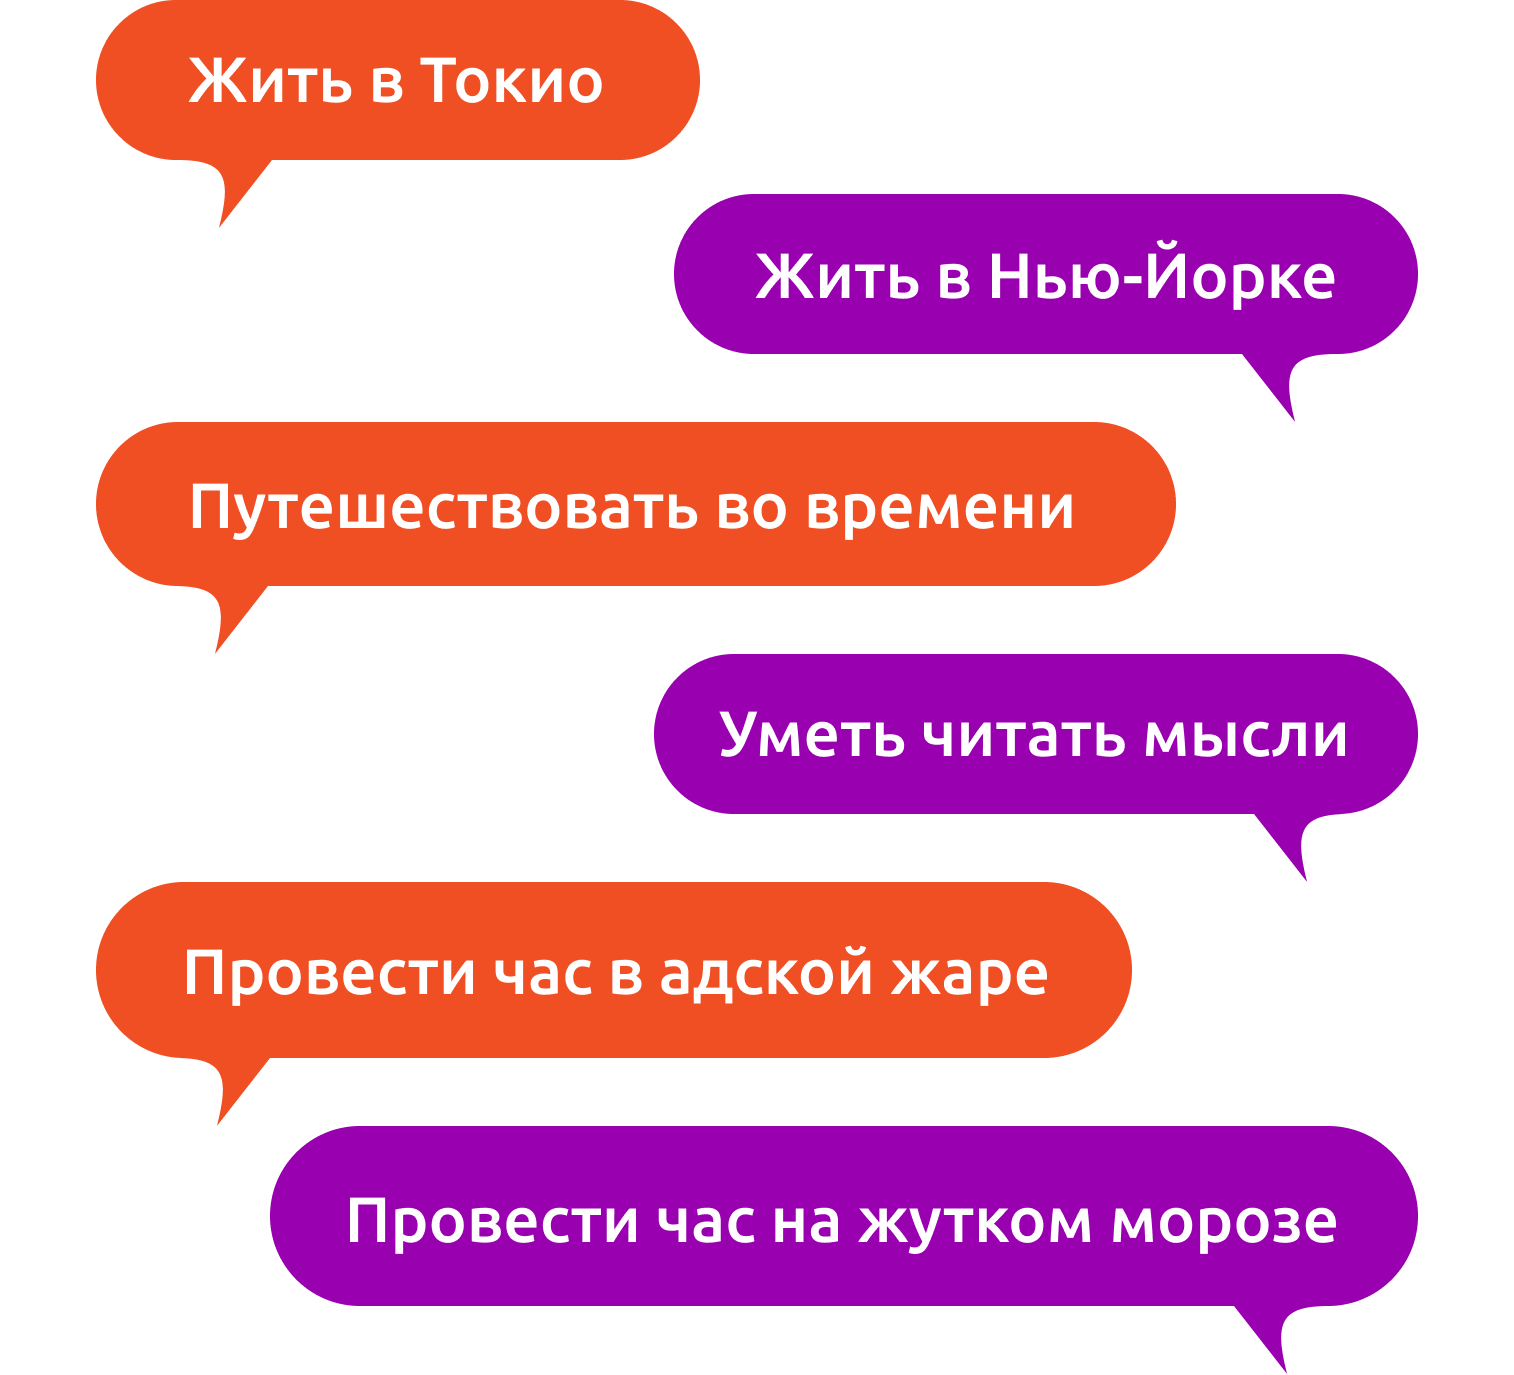 Жить в Токио
Жить в Нью-Йорке
Путешествовать во времени
Уметь читать мысли
Провести час в адской жаре
Провести час на жутком морозе